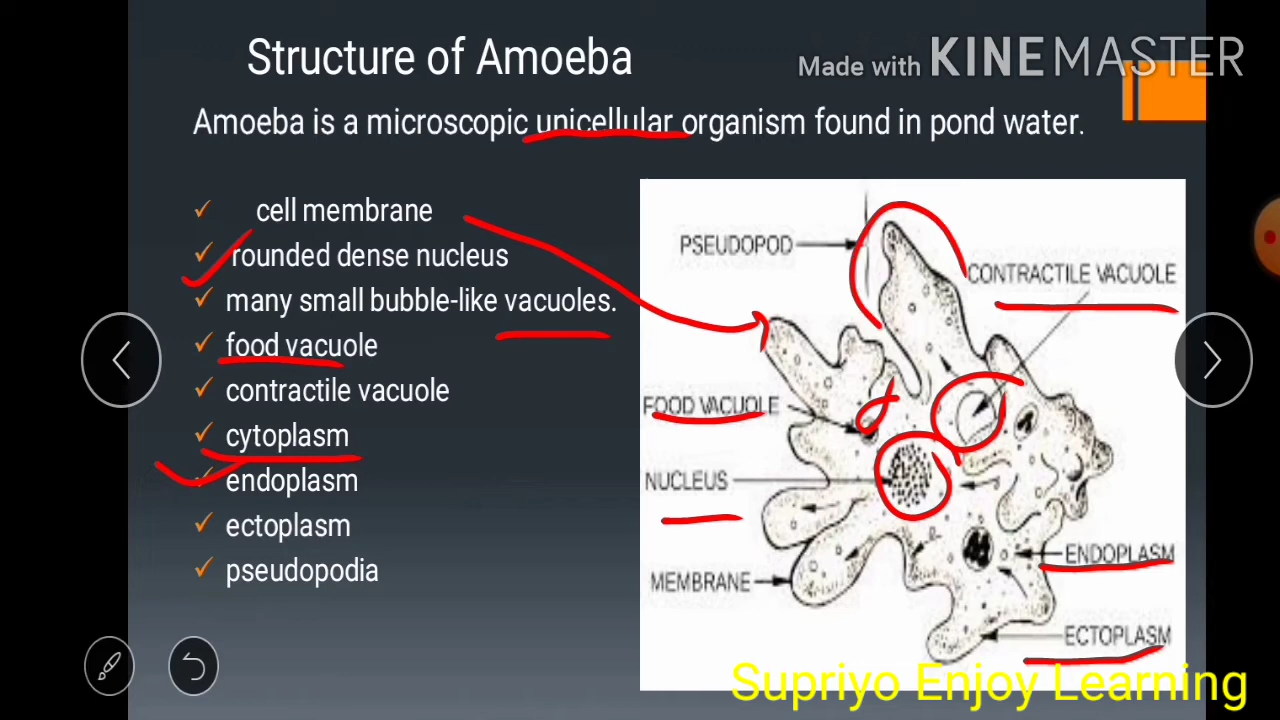 Structure of Amoeba
Made with KINEMASTER
Amoeba is a microscopic unicellular organism found in pond water.
cell membrane
rounded dense nucleus
many small bubble-like vacuoles.
food vacuole
contractile vacuole
cytoplasm
endoplasm
ectoplasm
pseudopodia
PSEUDOPOD
CONTRACTILE VACUOLE
FOOD VACUOLE
NUCLEUS
MEMBRANE
ENDOPLASM
ECTOPLASM
Supriyo Enjoy Learning